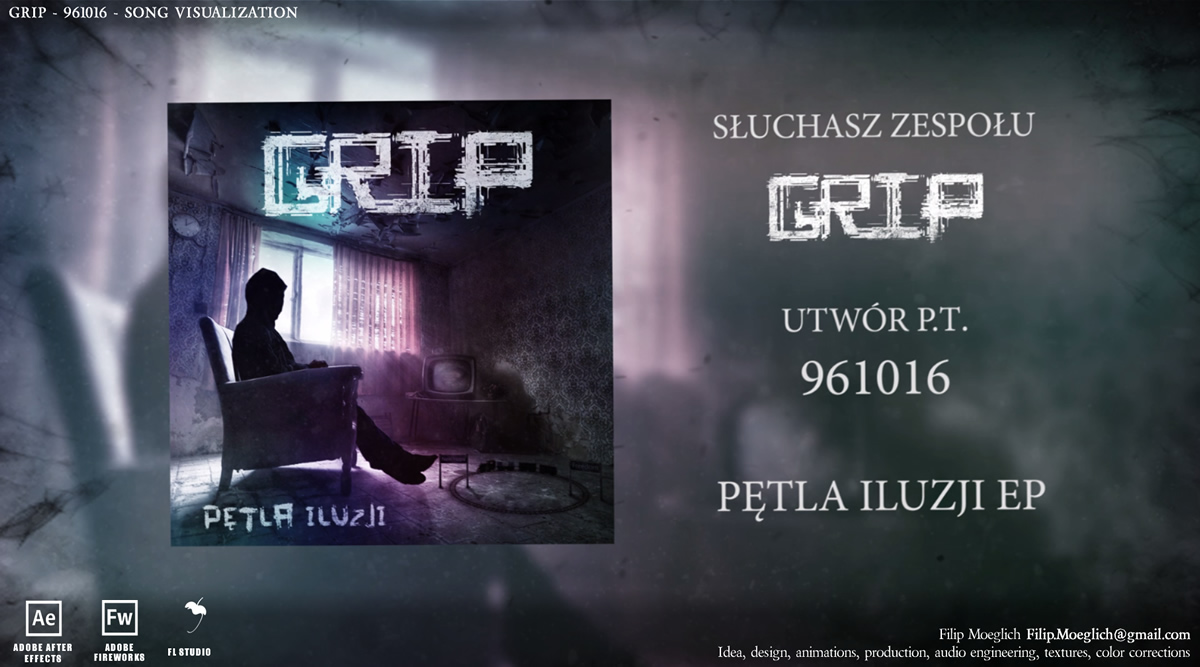 GRIP - 961016 - SONG VISUALIZATION
GRIP
PĘTLA ILUZJI
SŁUCHASZ ZESPOŁU
GRIP
UTWÓR P.T.
961016
PĘTLA ILUZJI EP
Ae
ADOBE AFTER
EFFECTS
Fw
ADOBE
FIREWORKS
FL STUDIO
Filip Moeglich Filip.Moeglich@gmail.com
Idea, design, animations, production, audio engineering, textures, color corrections